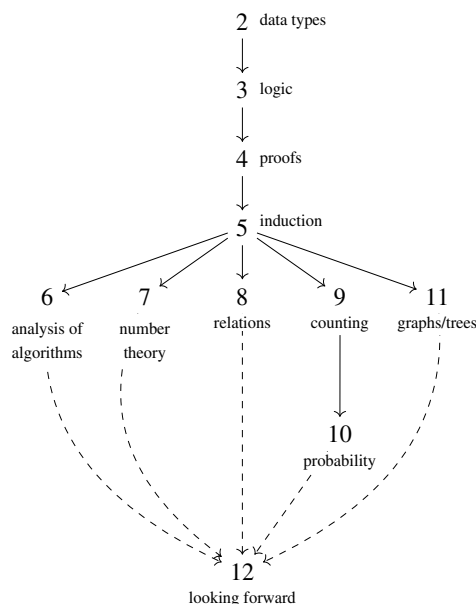 2 data types
3 logic
4 proofs
5 induction
6 7 8 9 11
analysis of number relations counting graphs/trees
algorithms theory
10
probability
12
looking forward